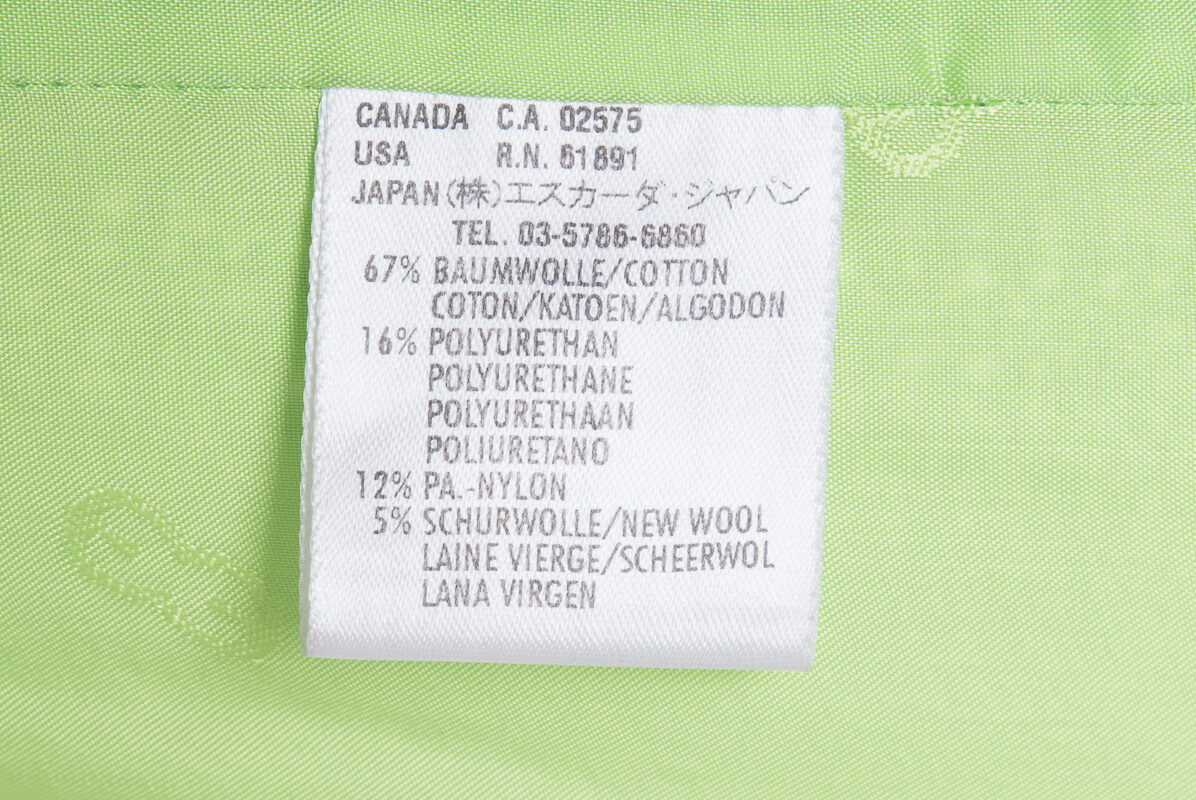 CANADA C.A. 02575
USA R.N. 61891
JAPAN (株)エスカーダ・ジャパン
TEL. 03-5786-6860
67% BAUMWOLLE/COTTON
COTON/KATOEN/ALGODON
16% POLYURETHAN
POLYURETHANE
POLYURETHAAN
POLIURETANO
12% PA.-NYLON
5% SCHURWOLLE/NEW WOOL
LAINE VIERGE/SCHEERWOL
LANA VIRGEN